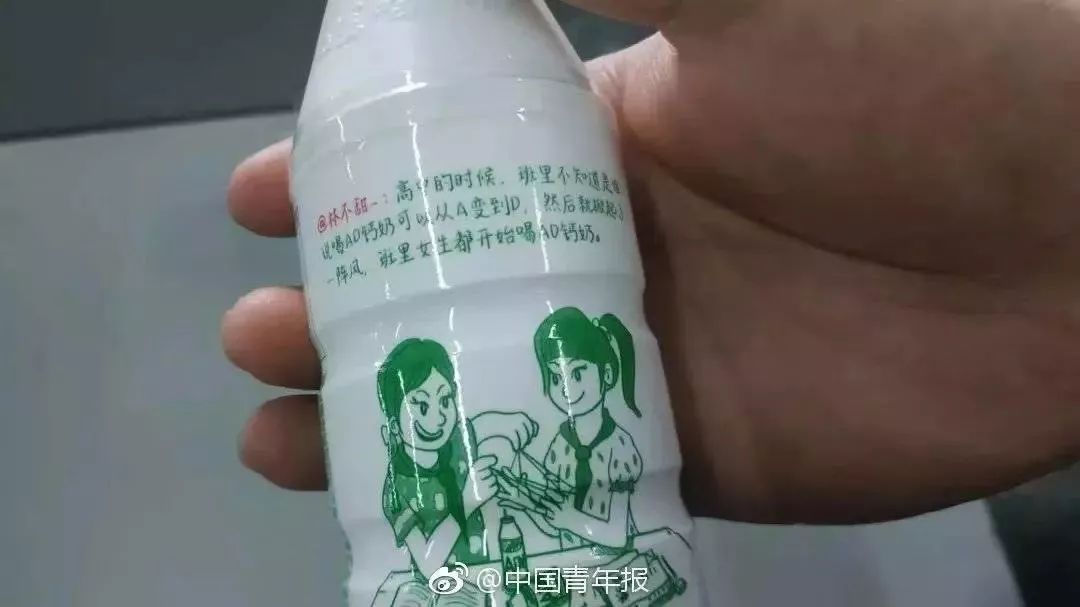 @林不甜一：高中的时候，班里不知道是
说喝AD钙奶可以从A变到D，然后就掀起了
一阵风，班里女生都开始喝AD钙奶。
@中国青年报